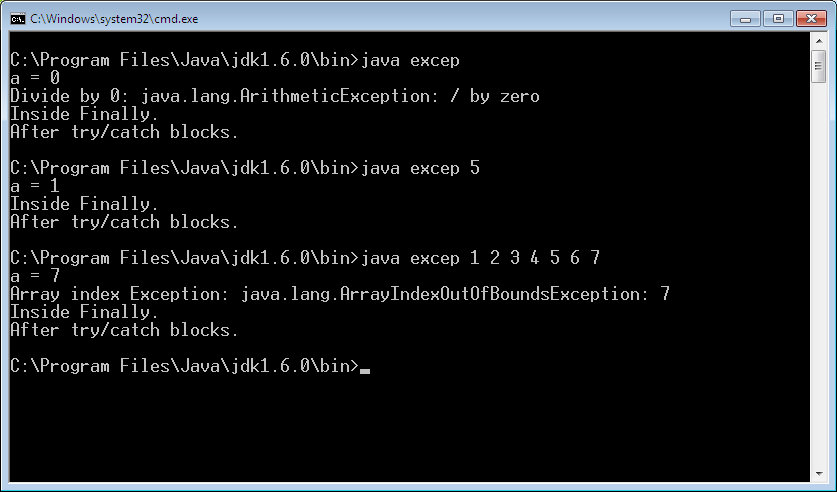 C:\Windows\system32\cmd.exe
C:\Program Files\Java\jdk1.6.0\bin>java excep
a = 0
Divide by 0: java.lang.ArithmeticException: / by zero
Inside Finally.
After try/catch blocks.
C:\Program Files\Java\jdk1.6.0\bin>java excep 5
a = 1
Inside Finally.
After try/catch blocks.
C:\Program Files\Java\jdk1.6.0\bin>java excep 1 2 3 4 5 6 7
a = 7
Array index Exception: java.lang.ArrayIndexOutOfBoundsException: 7
Inside Finally.
After try/catch blocks.
C:\Program Files\Java\jdk1.6.0\bin>